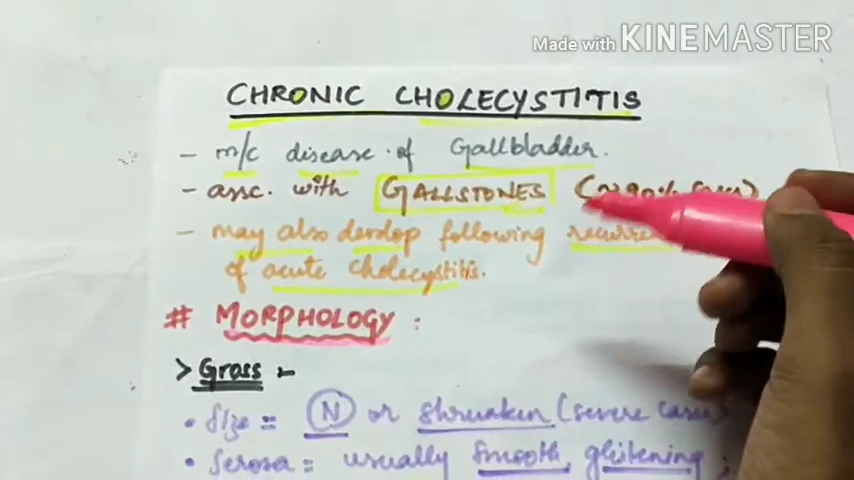 Made with KINEMASTER
CHRONIC CHOLECYSTITIS
- m/c disease of Gallbladder.
- assc. with GALLSTONES
- may also develop following
of acute cholecystitis.
# MORPHOLOGY :
> Gross -
• Size = (N) or shrunken (severe cases)
• Serosa = usually smooth, glistening ;